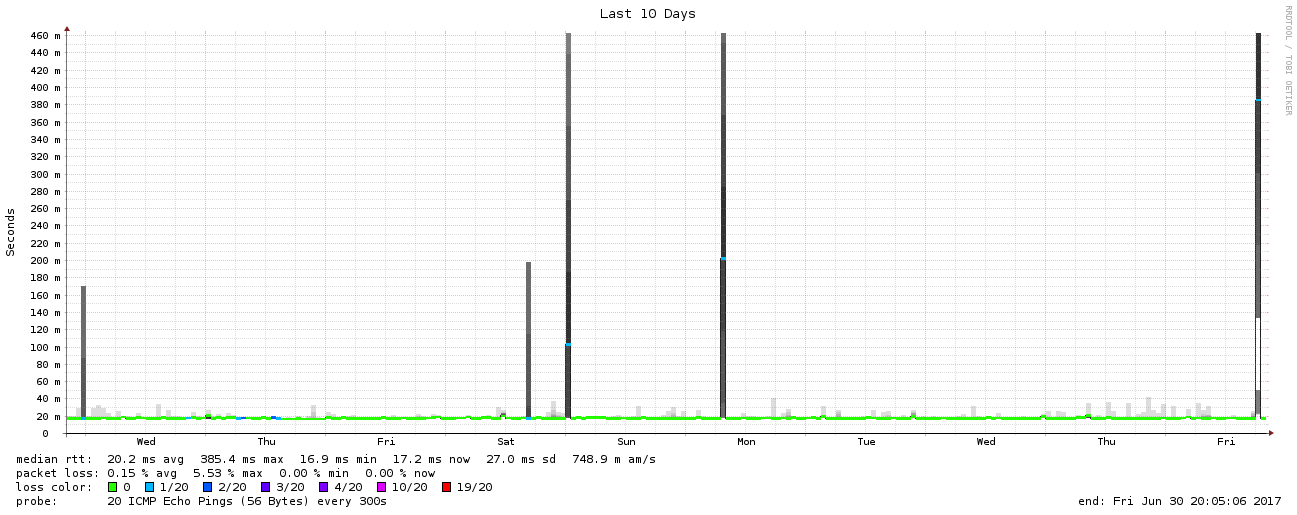 Last 10 Days
RRDTOOL / TOBI OETIKER
Seconds
460 m
440 m
420 m
400 m
380 m
360 m
340 m
320 m
300 m
280 m
260 m
240 m
220 m
200 m
180 m
160 m
140 m
120 m
100 m
80 m
60 m
40 m
20 m
0
Wed Thu Fri Sat Sun Mon Tue Wed Thu Fri
median rtt: 20.2 ms avg 385.4 ms max 16.9 ms min 17.2 ms now 27.0 ms sd 748.9 m am/s
packet loss: 0.15 % avg 5.53 % max 0.00 % min 0.00 % now
loss color: 0 1/20 2/20 3/20 4/20 10/20 19/20
probe: 20 ICMP Echo Pings (56 Bytes) every 300s end: Fri Jun 30 20:05:06 2017